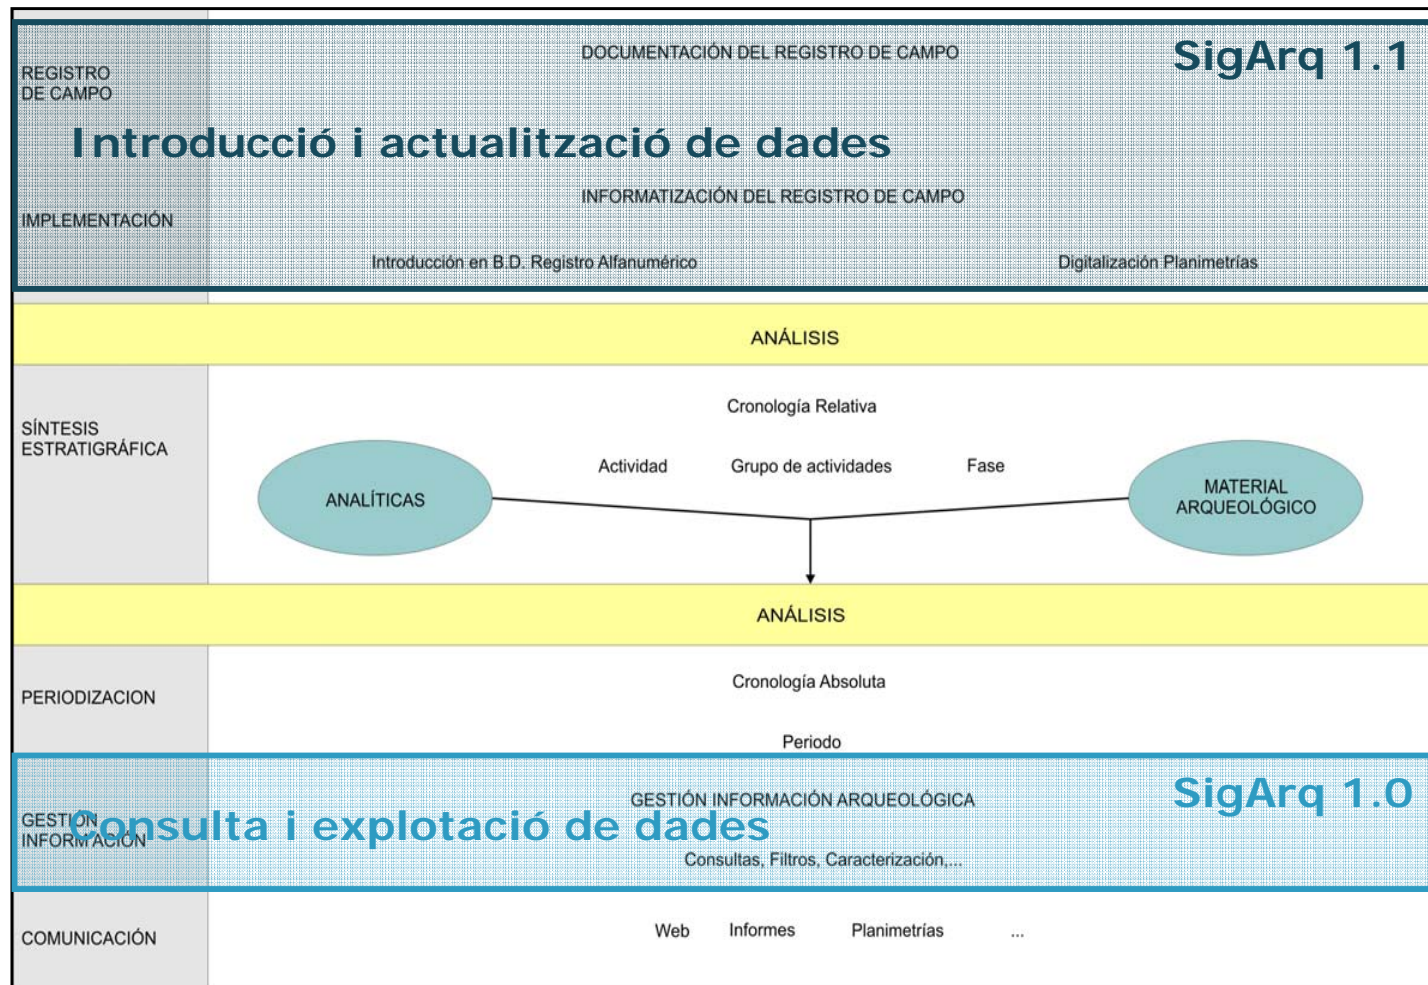 DOCUMENTACIÓN DEL REGISTRO DE CAMPO
SigArq 1.1
REGISTRO
DE CAMPO
Introducció i actualització de dades
INFORMATIZACIÓN DEL REGISTRO DE CAMPO
IMPLEMENTACIÓN
Introducción en B.D. Registro Alfanumérico
Digitalización Planimetrías
ANÁLISIS
Cronología Relativa
SÍNTESIS
ESTRATIGRÁFICA
Actividad
Grupo de actividades
Fase
ANALÍTICAS
MATERIAL
ARQUEOLÓGICO
ANÁLISIS
PERIODIZACION
Cronología Absoluta
Periodo
SigArq 1.0
GESTIÓN INFORMACIÓN ARQUEOLÓGICA
GESTIÓN
INFORMACIÓN
Consulta i explotació de dades
Consultas, Filtros, Caracterización,...
COMUNICACIÓN
Web
Informes
Planimetrías
...